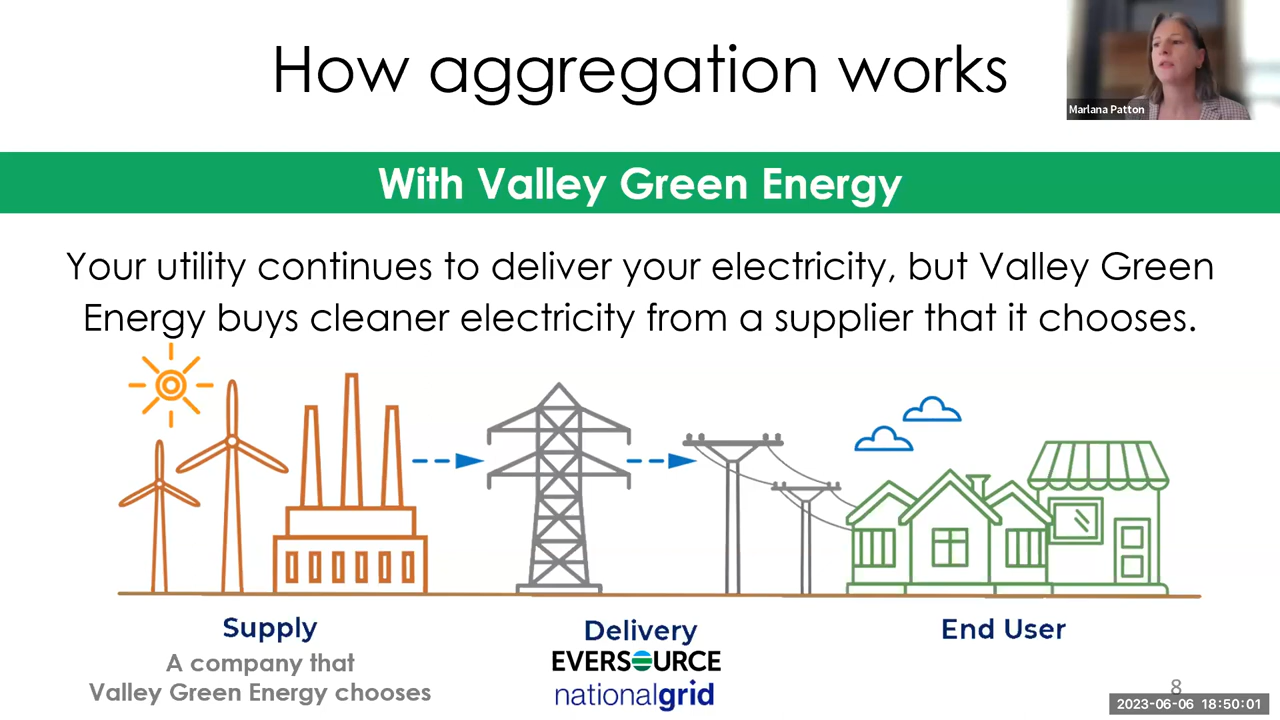 How aggregation works
Marlana Patton
With Valley Green Energy
Your utility continues to deliver your electricity, but Valley Green
Energy buys cleaner electricity from a supplier that it chooses.
Supply
Delivery
End User
A company that
Valley Green Energy chooses
EVERSOURCE
nationalgrid
8
2023-06-06 18:50:01